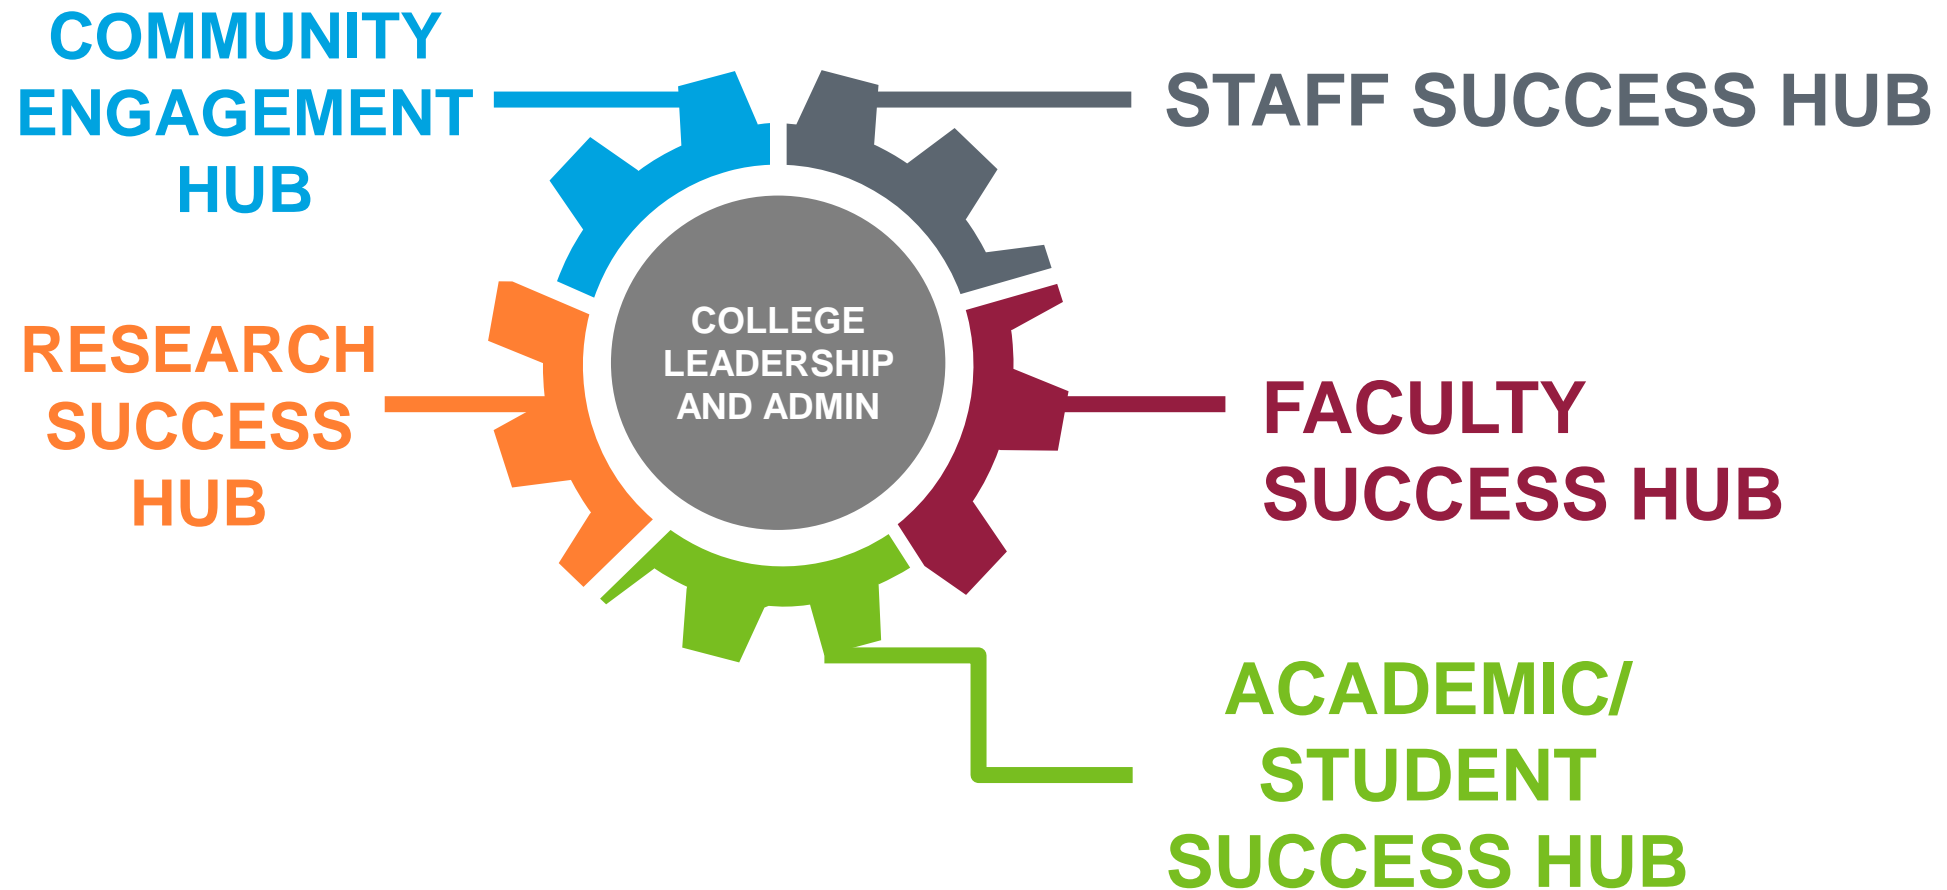 COMMUNITY
ENGAGEMENT
HUB
STAFF SUCCESS HUB
COLLEGE
LEADERSHIP
AND ADMIN
RESEARCH
SUCCESS
HUB
FACULTY
SUCCESS HUB
ACADEMIC/
STUDENT
SUCCESS HUB